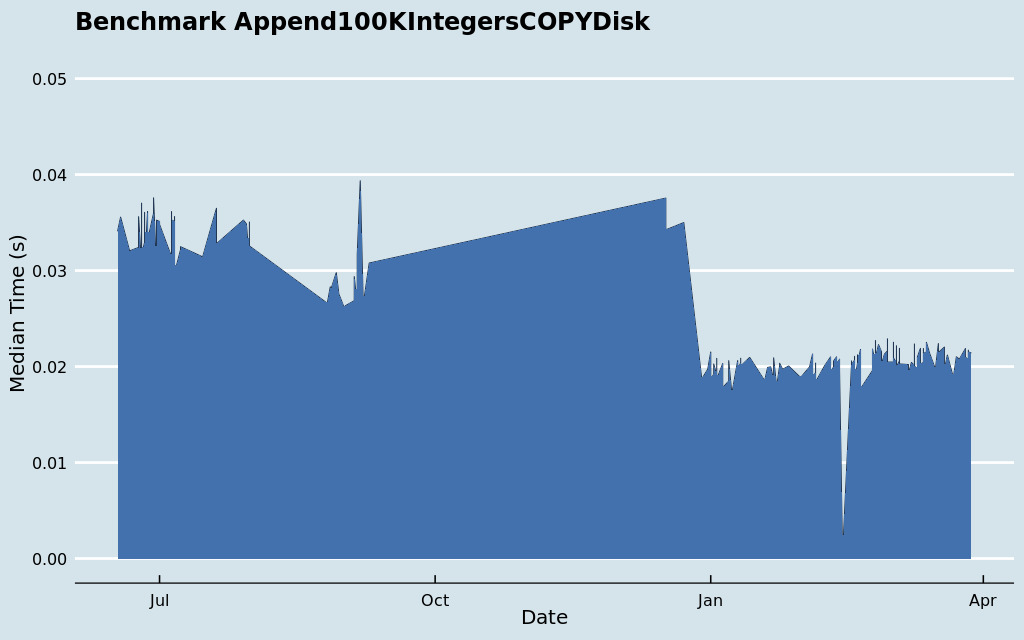 Benchmark Append100KIntegersCOPYDisk
0.05
0.04
0.03
0.02
0.01
0.00
Median Time (s)
Jul
Oct
Jan
Apr
Date